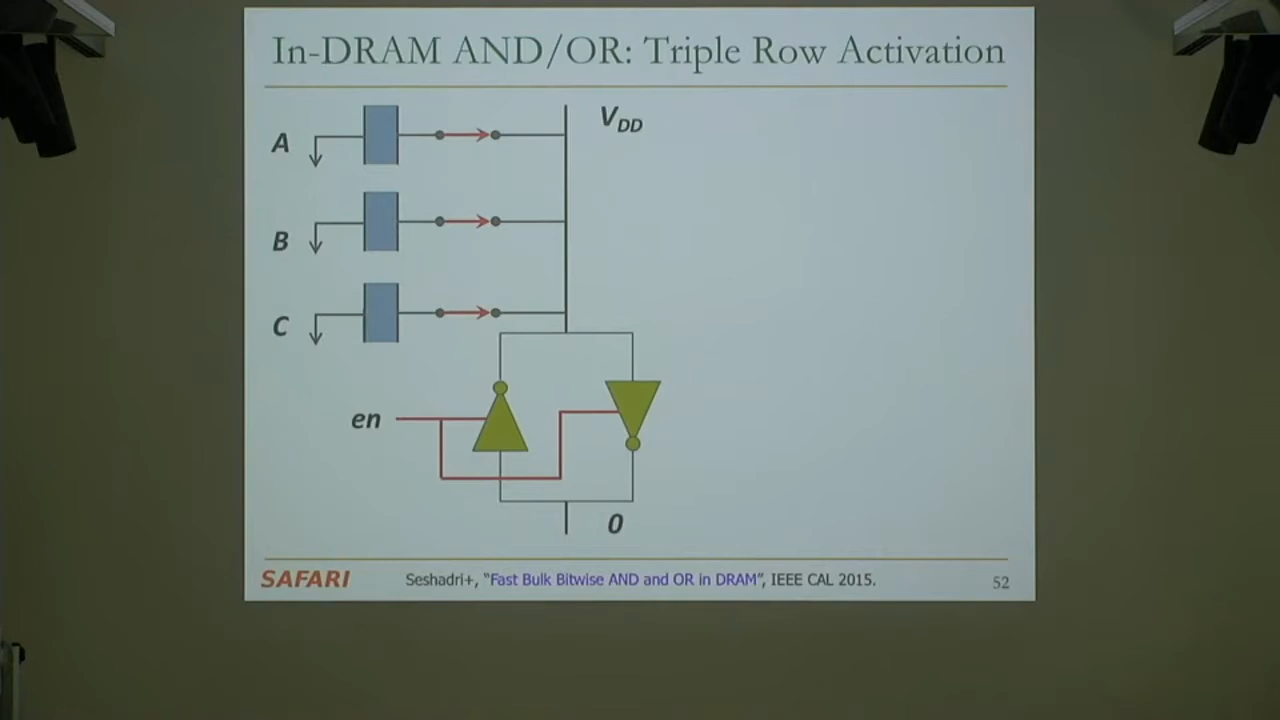 In-DRAM AND/OR: Triple Row Activation
V_DD
A
B
C
en
0
SAFARI
Seshadri+, “Fast Bulk Bitwise AND and OR in DRAM”, IEEE CAL 2015.
52